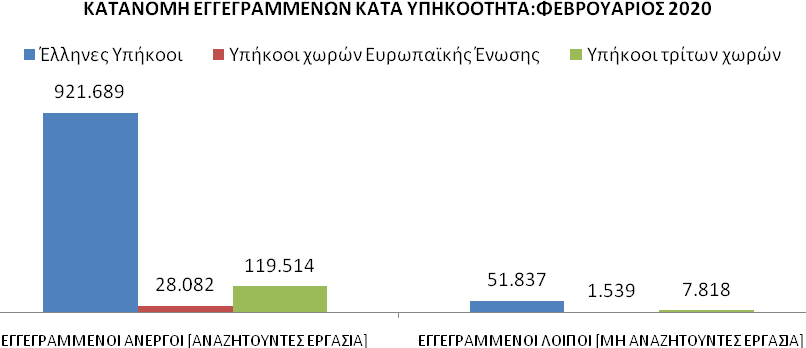 ΚΑΤΑΝΟΜΗ ΕΓΓΕΓΡΑΜΜΕΝΩΝ ΚΑΤΑ ΥΠΗΚΟΟΤΗΤΑ:ΦΕΒΡΟΥΑΡΙΟΣ 2020
Έλληνες Υπήκοοι Υπήκοοι χωρών Ευρωπαϊκής Ένωσης Υπήκοοι τρίτων χωρών
921.689
28.082
119.514
51.837
1.539
7.818
ΕΓΓΕΓΡΑΜΜΕΝΟΙ ΑΝΕΡΓΟΙ [ΑΝΑΖΗΤΟΥΝΤΕΣ ΕΡΓΑΣΙΑ]
ΕΓΓΕΓΡΑΜΜΕΝΟΙ ΛΟΙΠΟΙ [ΜΗ ΑΝΑΖΗΤΟΥΝΤΕΣ ΕΡΓΑΣΙΑ]